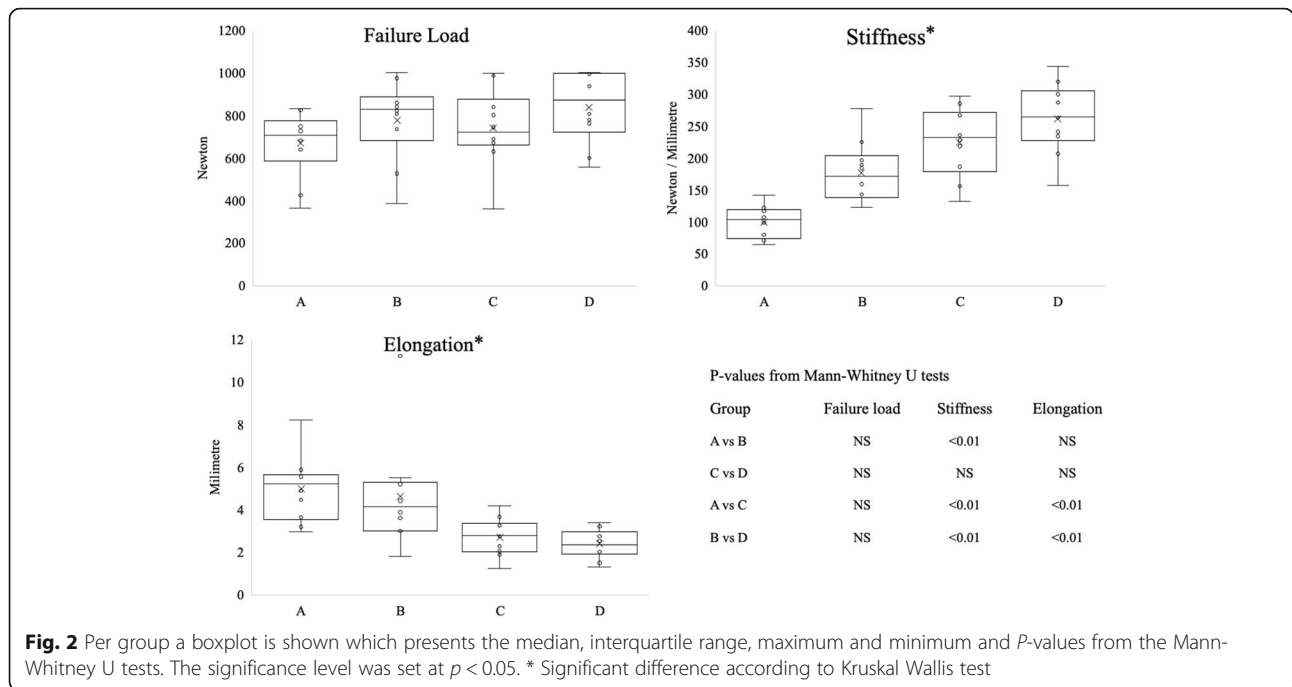 Failure Load
Newton
1200
1000
800
600
400
200
0
A B C D
Stiffness*
Newton / Millimetre
400
350
300
250
200
150
100
50
0
A B C D
Elongation*
Milimetre
12
10
8
6
4
2
0
A B C D
P-values from Mann-Whitney U tests
Group Failure load Stiffness Elongation
A vs B NS <0.01 NS
C vs D NS NS NS
A vs C NS <0.01 <0.01
B vs D NS <0.01 <0.01
Fig. 2 Per group a boxplot is shown which presents the median, interquartile range, maximum and minimum and P-values from the Mann-
Whitney U tests. The significance level was set at p < 0.05. * Significant difference according to Kruskal Wallis test